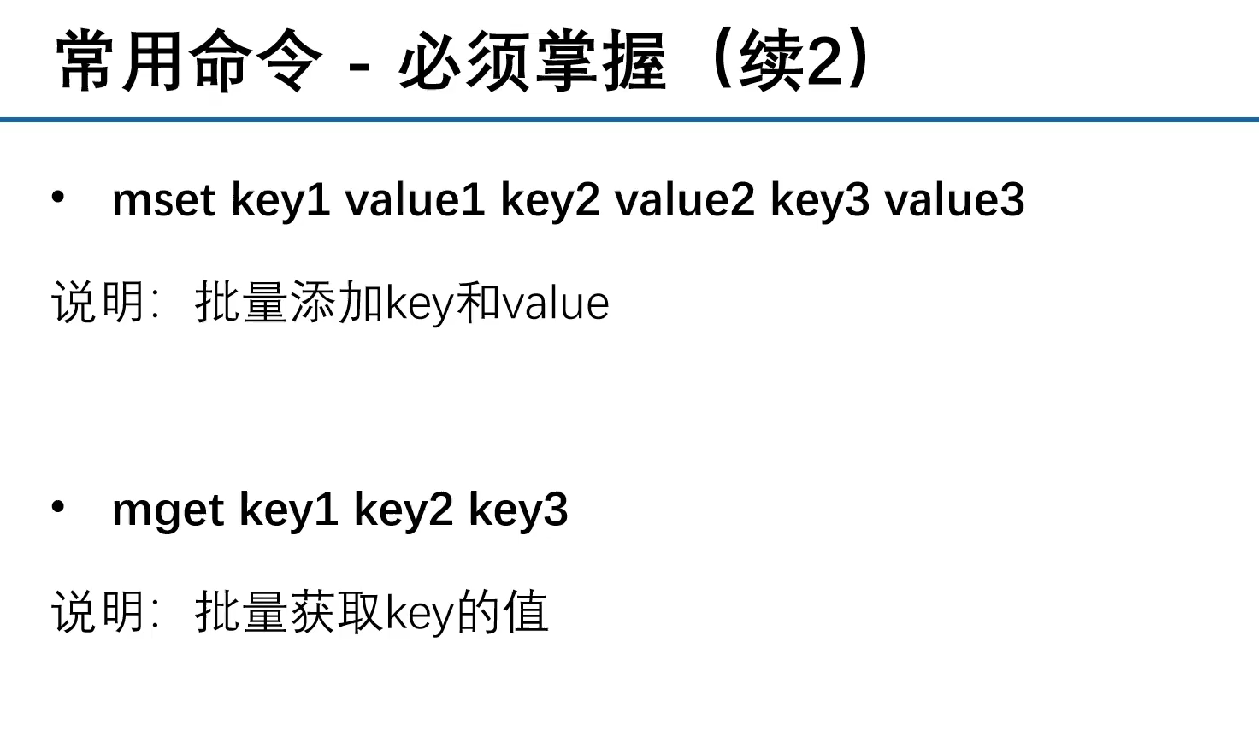 常用命令 - 必须掌握（续2）
• mset key1 value1 key2 value2 key3 value3
说明： 批量添加key和value
• mget key1 key2 key3
说明： 批量获取key的值